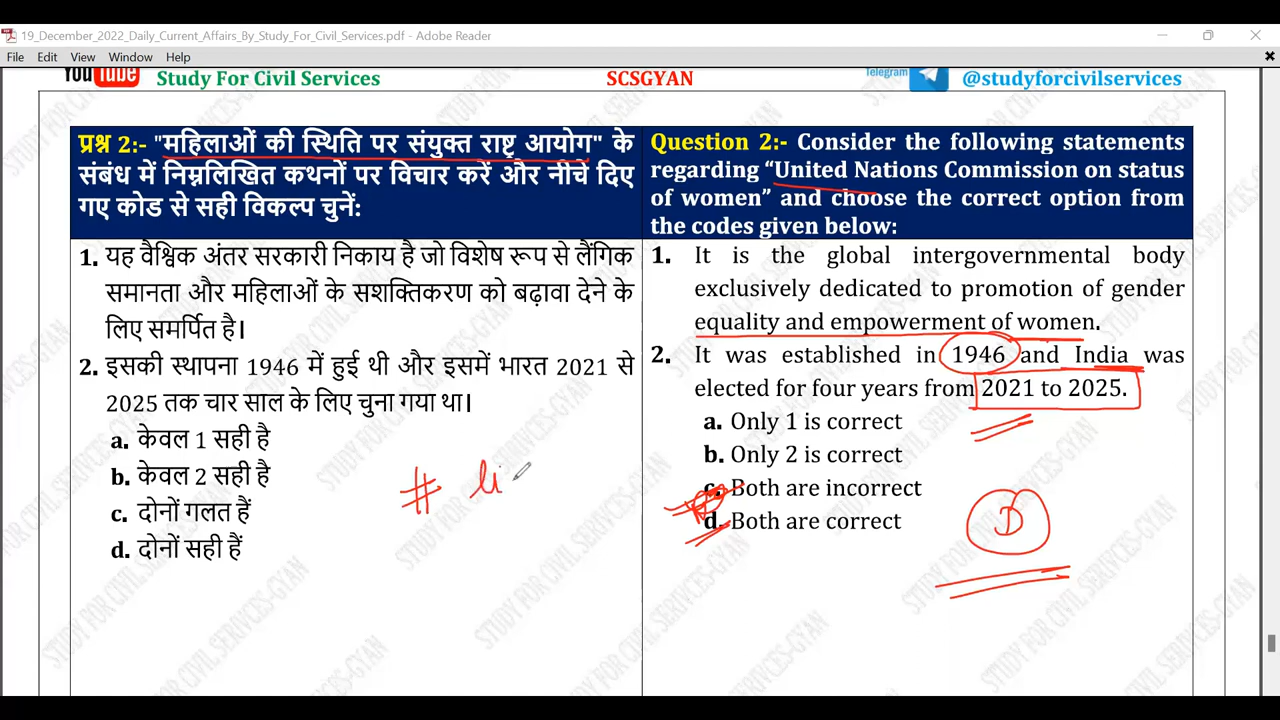 19_December_2022_Daily_Current_Affairs_By_Study_For_Civil_Services.pdf - Adobe Reader
File Edit View Window Help
YouTube Study For Civil Services SCSGYAN Telegram @studyforcivilservices
प्रश्न 2:- "महिलाओं की स्थिति पर संयुक्त राष्ट्र आयोग" के
संबंध में निम्नलिखित कथनों पर विचार करें और नीचे दिए
गए कोड से सही विकल्प चुनें:
1. यह वैश्विक अंतर सरकारी निकाय है जो विशेष रूप से लैंगिक
समानता और महिलाओं के सशक्तिकरण को बढ़ावा देने के
लिए समर्पित है।
2. इसकी स्थापना 1946 में हुई थी और इसमें भारत 2021 से
2025 तक चार साल के लिए चुना गया था।
a. केवल 1 सही है
b. केवल 2 सही है
c. दोनों गलत हैं
d. दोनों सही हैं
# li
Question 2:- Consider the following statements
regarding “United Nations Commission on status
of women” and choose the correct option from
the codes given below:
1. It is the global intergovernmental body
exclusively dedicated to promotion of gender
equality and empowerment of women.
2. It was established in 1946 and India was
elected for four years from 2021 to 2025.
a. Only 1 is correct
b. Only 2 is correct
c. Both are incorrect
d. Both are correct
D
STUDY FOR CIVIL SERIVCES-GYAN